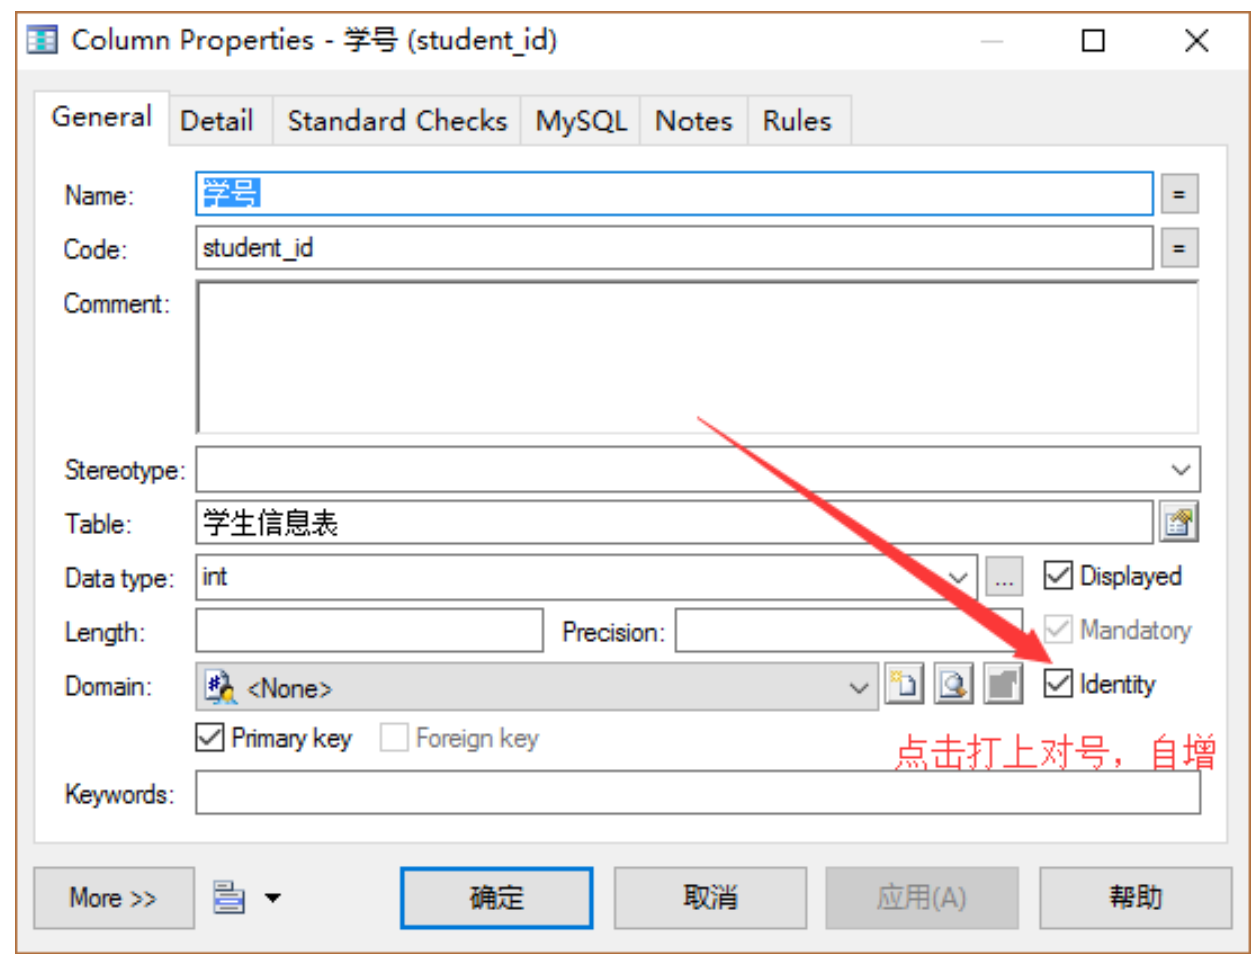 Column Properties - 学号 (student_id)
General Detail Standard Checks MySQL Notes Rules
Name: 学号 =
Code: student_id =
Comment:
Stereotype:
Table: 学生信息表
Data type: int ... Displayed
Length: Precision: Mandatory
Domain: <None> Identity
Primary key Foreign key
点击打上对号，自增
Keywords:
More >> 确定 取消 应用(A) 帮助